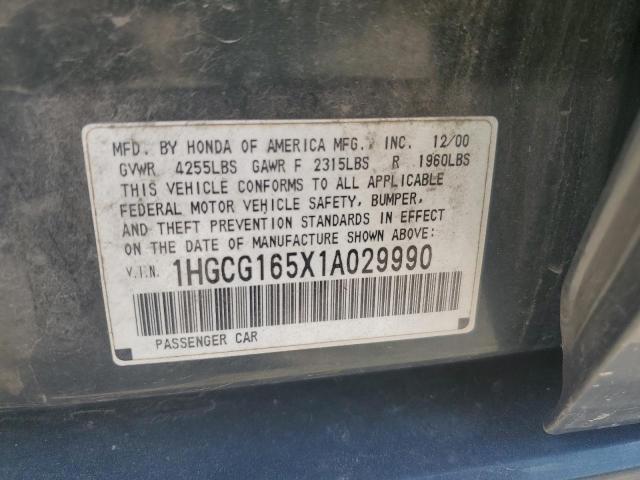 MFD. BY HONDA OF AMERICA MFG., INC. 12/00
GVWR 4255LBS GAWR F 2315LBS R 1960LBS
THIS VEHICLE CONFORMS TO ALL APPLICABLE
FEDERAL MOTOR VEHICLE SAFETY, BUMPER,
AND THEFT PREVENTION STANDARDS IN EFFECT
ON THE DATE OF MANUFACTURE SHOWN ABOVE:
V.I.N. 1HGCG165X1A029990
PASSENGER CAR